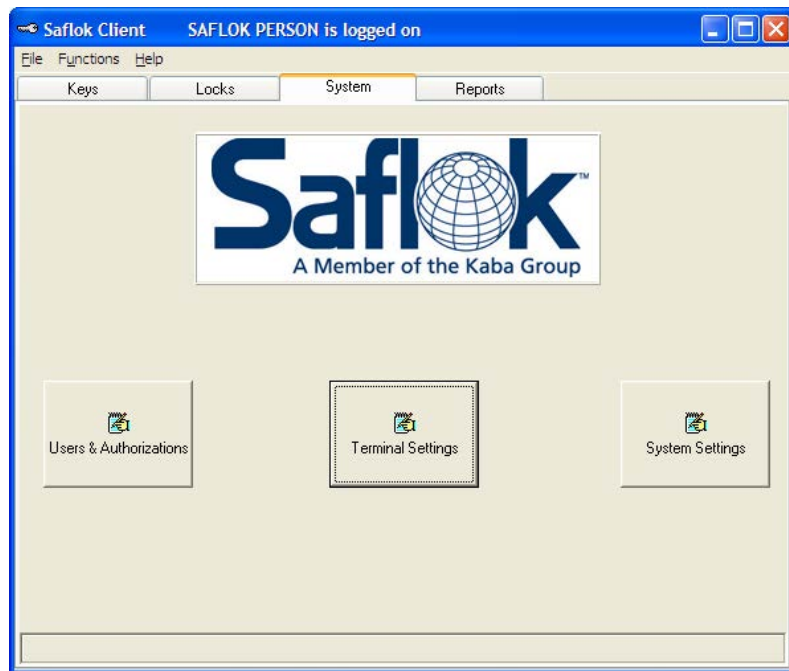 Saflok Client SAFLOK PERSON is logged on
File Functions Help
Keys Locks System Reports
Saflok™
A Member of the Kaba Group
Users & Authorizations Terminal Settings System Settings